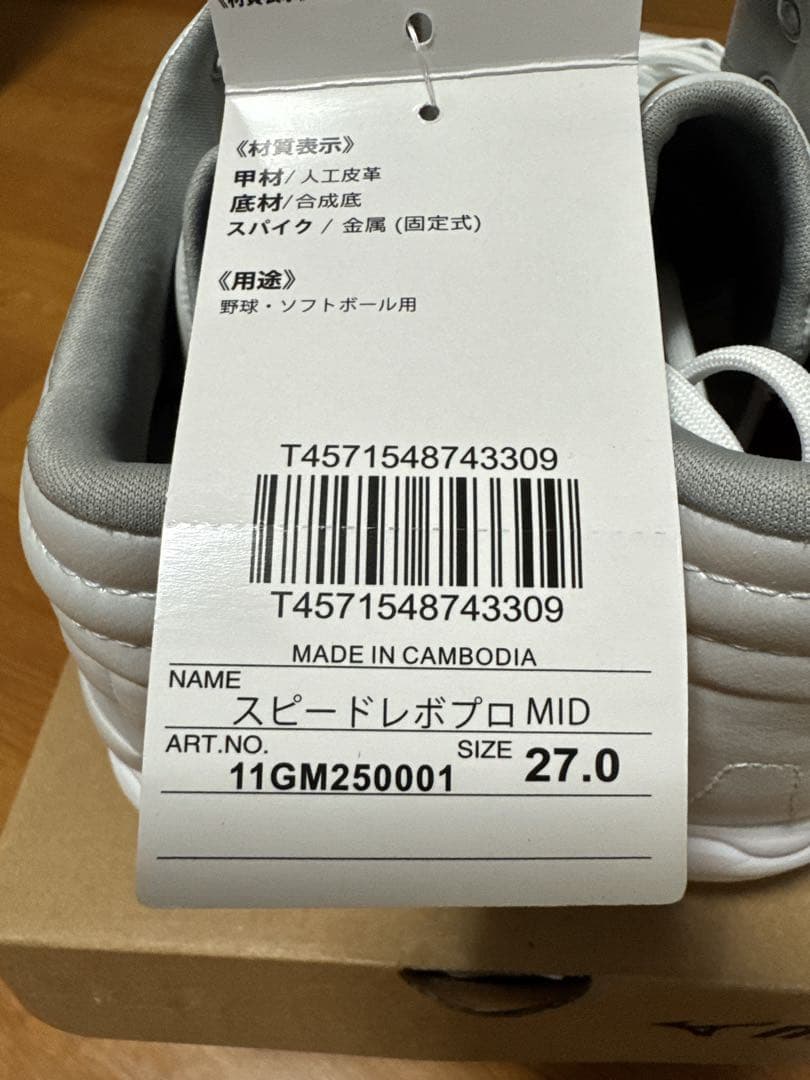 《材質表示》
甲材/人工皮革
底材/合成底
スパイク / 金属 (固定式)
《用途》
野球・ソフトボール用
T4571548743309
T4571548743309
MADE IN CAMBODIA
NAME
スピードレボプロ MID
ART.NO. 11GM250001 SIZE 27.0